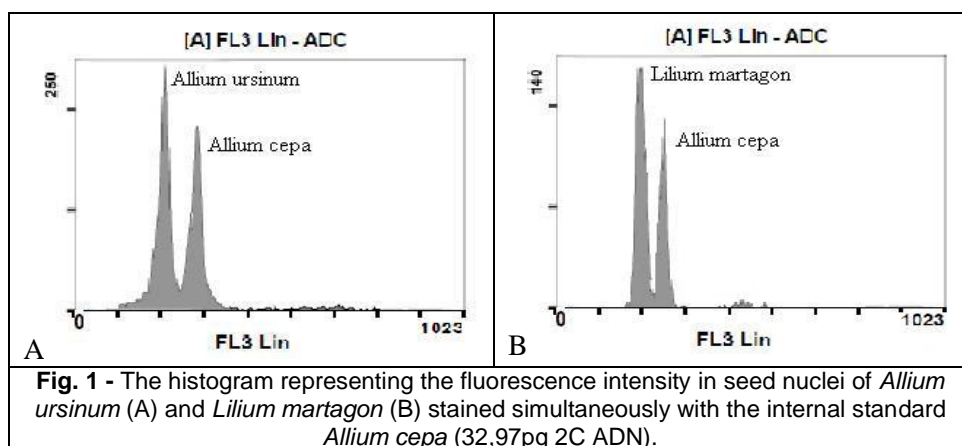 [A] FL3 Lin - ADC
250
Allium ursinum
Allium cepa
0
1023
FL3 Lin
A
[A] FL3 Lin - ADC
140
Lilium martagon
Allium cepa
0
1023
FL3 Lin
B
Fig. 1 - The histogram representing the fluorescence intensity in seed nuclei of Allium
ursinum (A) and Lilium martagon (B) stained simultaneously with the internal standard
Allium cepa (32,97pg 2C ADN).